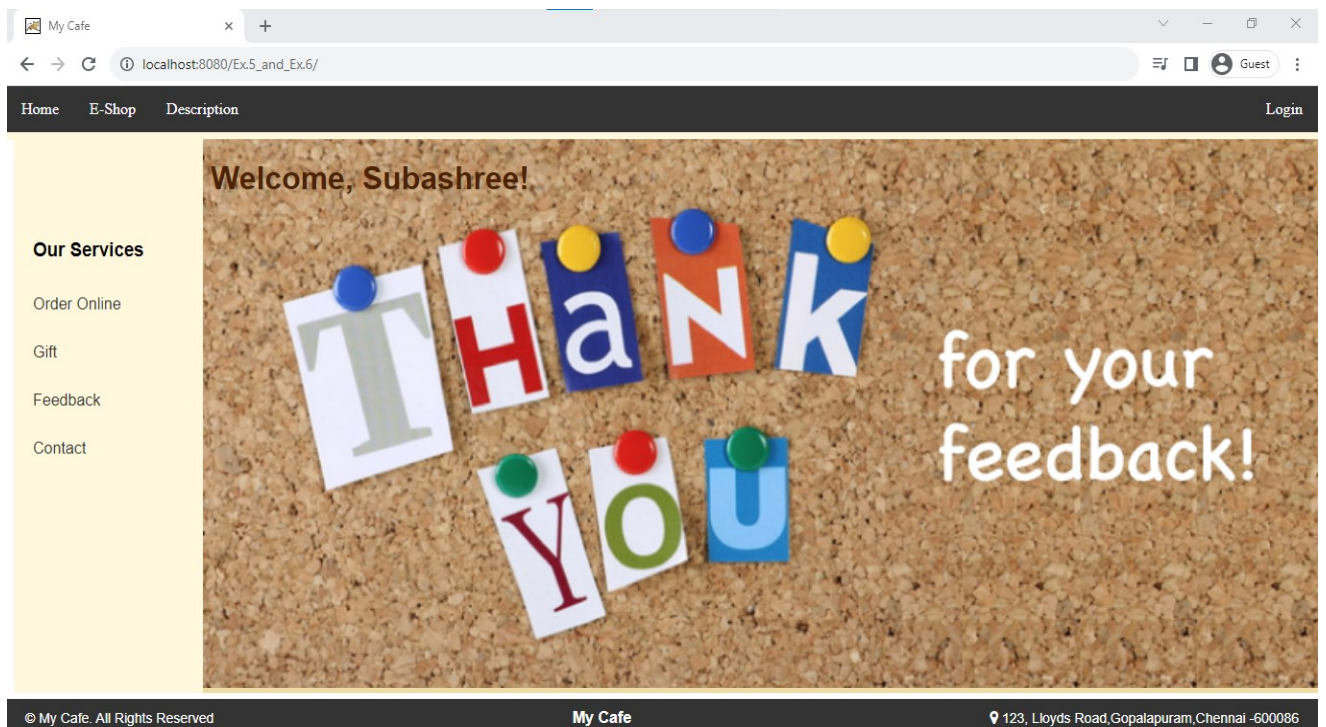 My Cafe
localhost:8080/Ex.5_and_Ex.6/
Guest
Home E-Shop Description Login
Welcome, Subashree!
Our Services
Order Online
Gift
Feedback
Contact
THaNk
YoU
for your
feedback!
© My Cafe. All Rights Reserved My Cafe 123, Lloyds Road,Gopalapuram,Chennai -600086